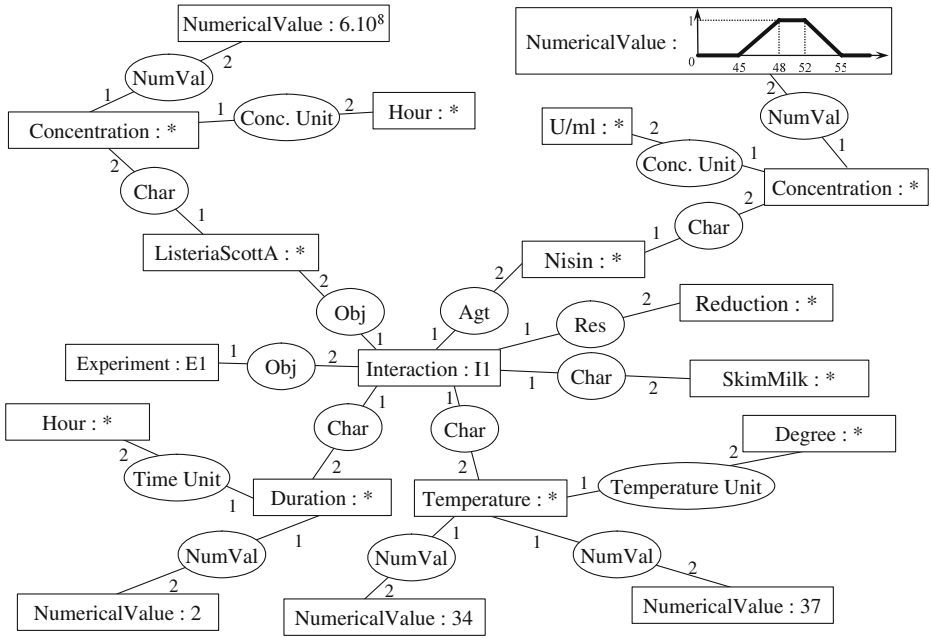 NumericalValue : 6.10⁸
NumericalValue :
1
0
45 48 52 55
NumVal
1
2
Concentration : *
1
Conc. Unit
2
Hour : *
2
Char
1
ListeriaScottA : *
2
Obj
1
U/ml : *
2
Conc. Unit
1
2
NumVal
1
Concentration : *
2
Char
1
Nisin : *
2
Agt
1
1
Res
2
Reduction : *
Experiment : E1
1
Obj
2
Interaction : I1
1
Char
2
SkimMilk : *
Hour : *
2
Time Unit
1
1
Char
2
Duration : *
1
Char
2
Temperature : *
1
Temperature Unit
2
Degree : *
1
NumVal
2
NumericalValue : 2
1
NumVal
2
NumericalValue : 34
1
NumVal
2
NumericalValue : 37